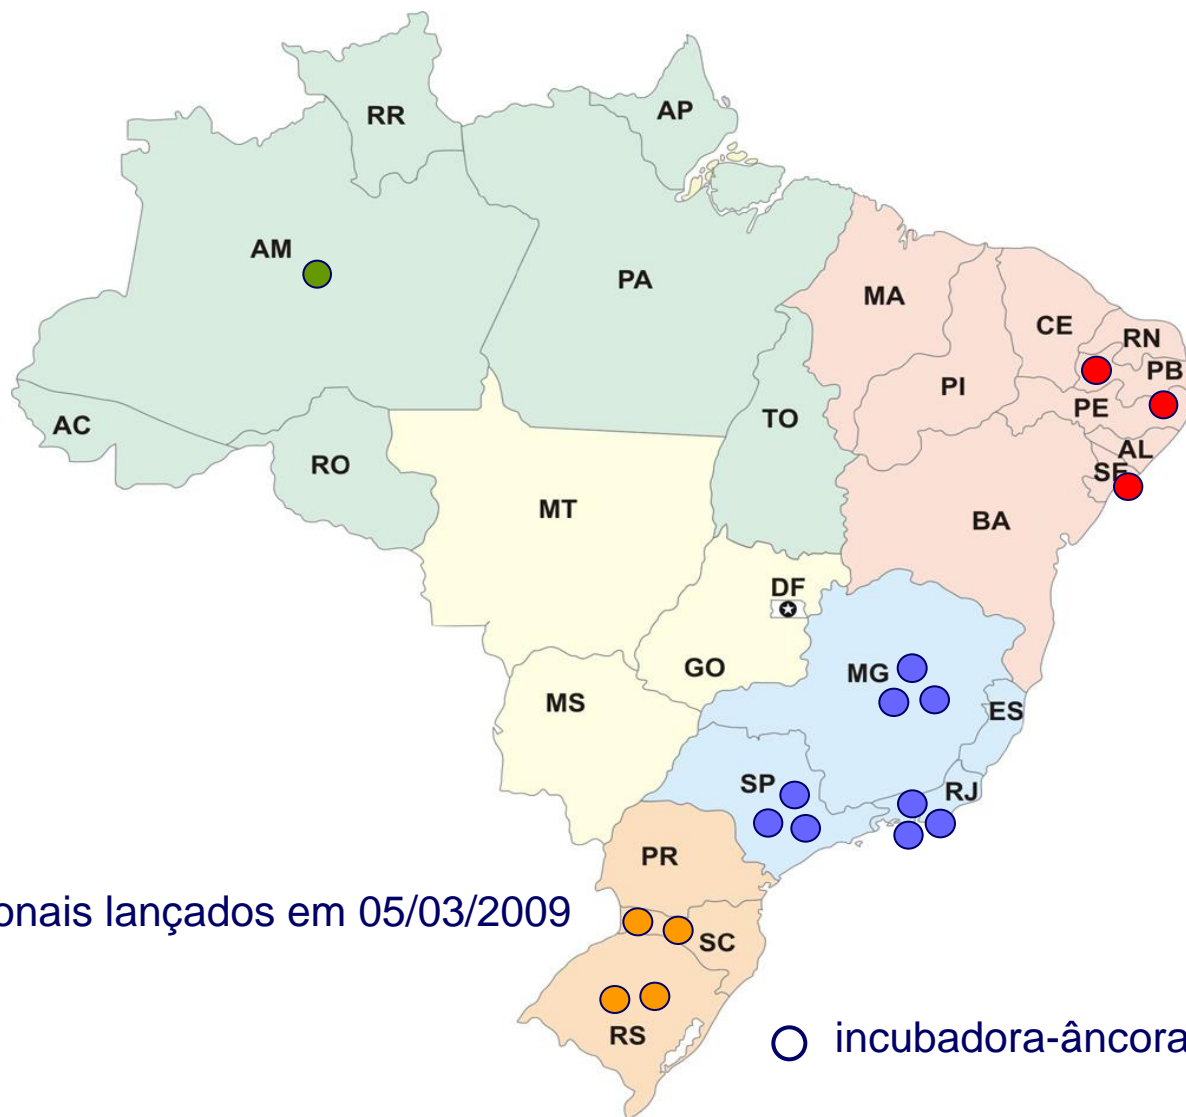 RR
AP
AM
PA
MA
CE
RN
PB
PI
PE
TO
AC
AL
RO
SE
MT
BA
DF
GO
MG
MS
ES
SP
RJ
PR
onais lançados em 05/03/2009
SC
RS
incubadora-âncora